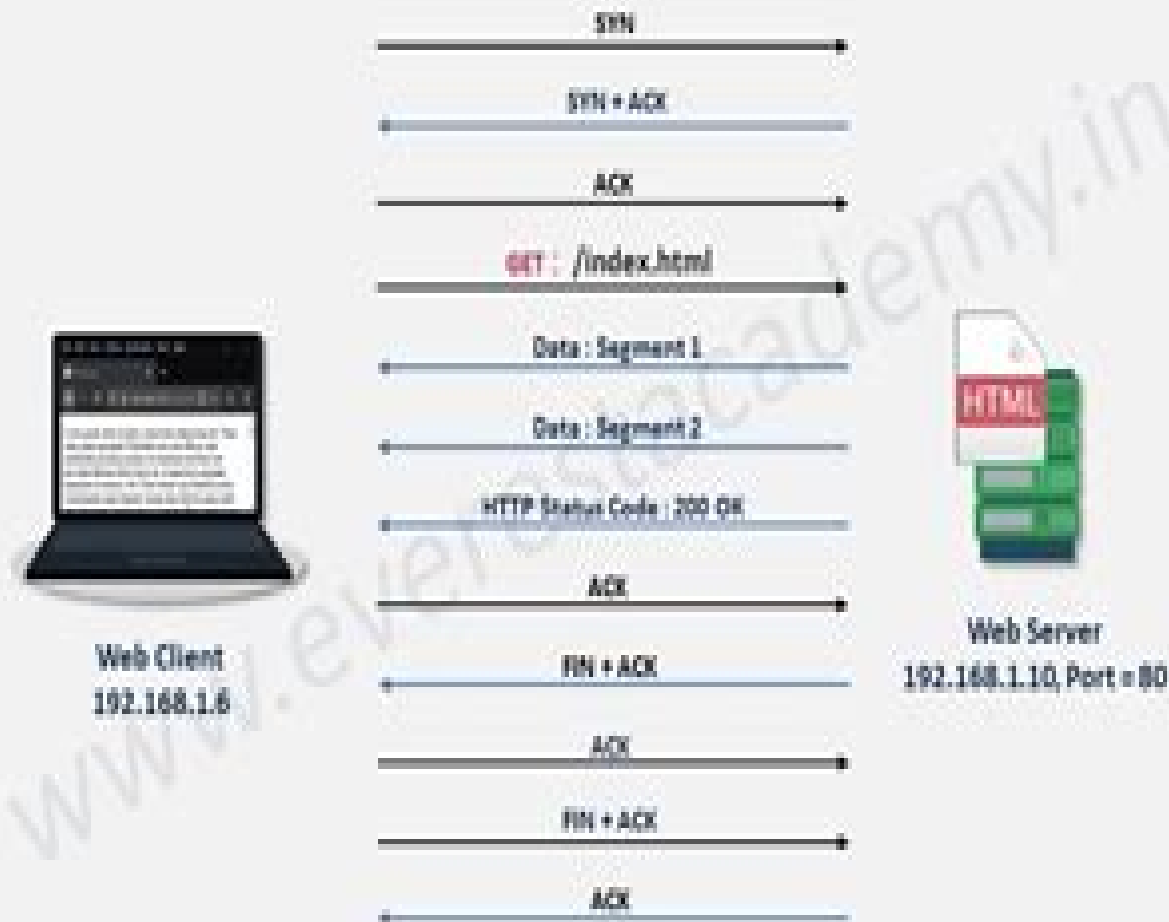 SYN
SYN + ACK
ACK
GET : /index.html
Data : Segment 1
Data : Segment 2
HTTP Status Code : 200 OK
ACK
FIN + ACK
ACK
FIN + ACK
ACK
Web Client
192.168.1.6
HTML
Web Server
192.168.1.10, Port = 80
www.everestacademy.in